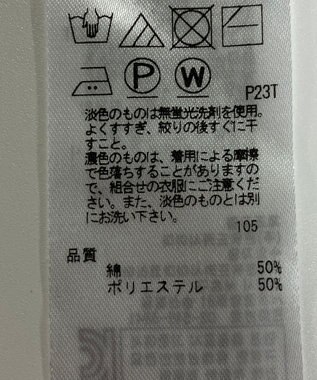 P
W
P23T
淡色のものは無蛍光洗剤を使用。
よくすすぎ、絞りの後すぐに干
すこと。
濃色のものは、着用による摩擦
で色落ちすることがありますの
で、組合せの衣服にご注意くだ
さい。また、淡色のものとは別
にお洗い下さい。
105
品質
綿 50%
ポリエステル 50%